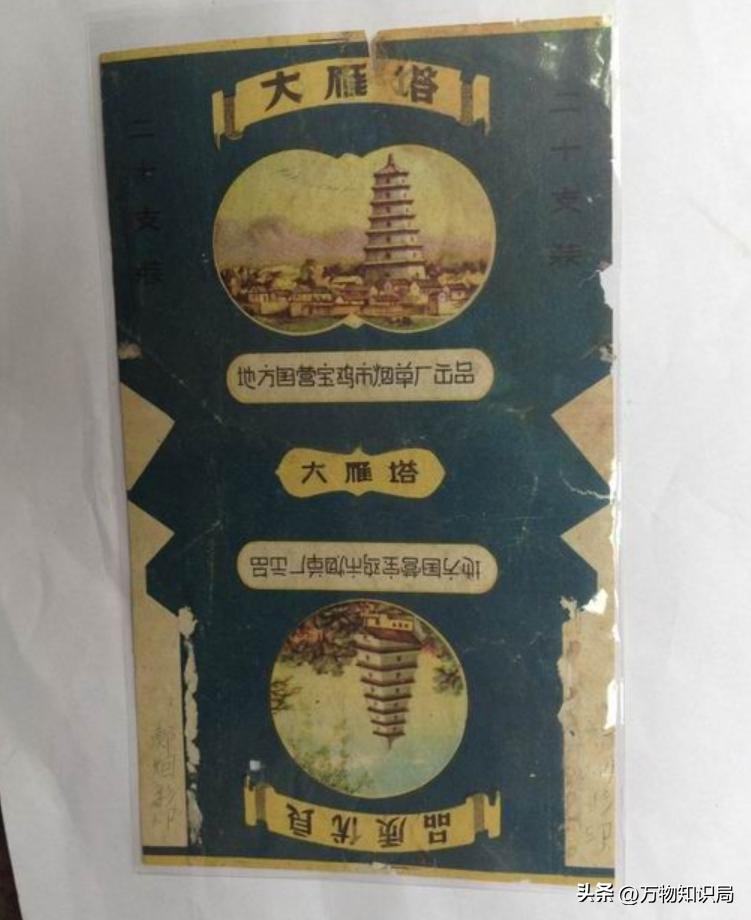 大雁塔
二十支装
二十支装
地方国营宝鸡市烟草厂出品
大雁塔
地方国营宝鸡市烟草厂出品
品质优良
头条 @万物知识局